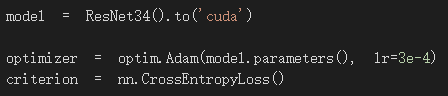 model = ResNet34().to('cuda')
optimizer = optim.Adam(model.parameters(), lr=3e-4)
criterion = nn.CrossEntropyLoss()